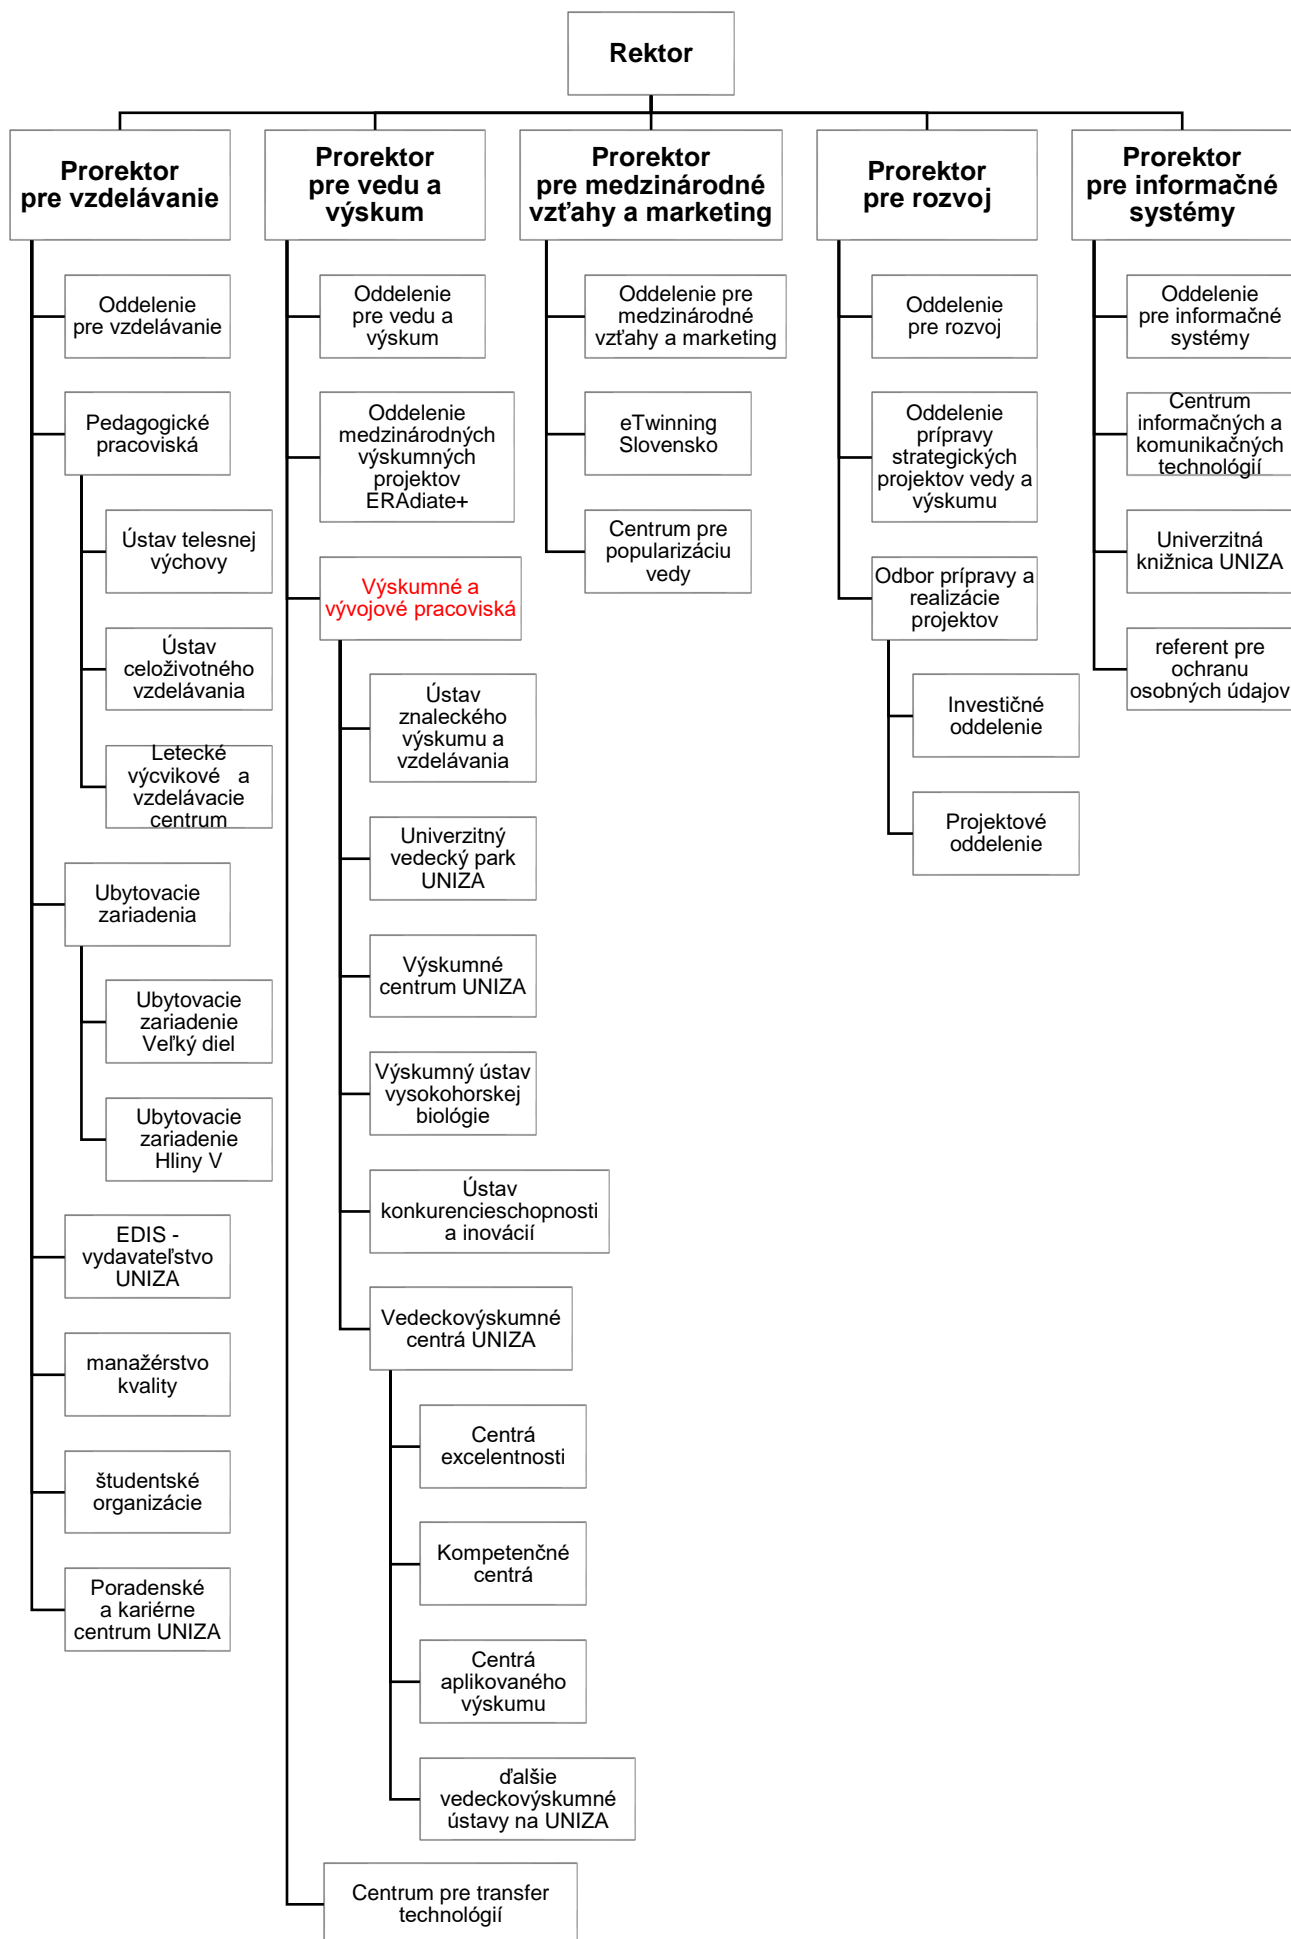 Rektor
Prorektor
pre vzdelávanie
Oddelenie
pre vzdelávanie
Pedagogické
pracoviská
Ústav telesnej
výchovy
Ústav
celoživotného
vzdelávania
Letecké
výcvikové a
vzdelávacie
centrum
Ubytovacie
zariadenia
Ubytovacie
zariadenie
Veľký diel
Ubytovacie
zariadenie
Hliny V
EDIS -
vydavateľstvo
UNIZA
manažérstvo
kvality
študentské
organizácie
Poradenské
a kariérne
centrum UNIZA
Prorektor
pre vedu a
výskum
Oddelenie
pre vedu a
výskum
Oddelenie
medzinárodných
výskumných
projektov
ERAdiate+
Výskumné a
vývojové pracoviská
Ústav
znaleckého
výskumu a
vzdelávania
Univerzitný
vedecký park
UNIZA
Výskumné
centrum UNIZA
Výskumný ústav
vysokohorskej
biológie
Ústav
konkurencieschopnosti
a inovácií
Vedeckovýskumné
centrá UNIZA
Centrá
excelentnosti
Kompetenčné
centrá
Centrá
aplikovaného
výskumu
ďalšie
vedeckovýskumné
ústavy na UNIZA
Centrum pre transfer
technológií
Prorektor
pre medzinárodné
vzťahy a marketing
Oddelenie pre
medzinárodné
vzťahy a marketing
eTwinning
Slovensko
Centrum pre
popularizáciu
vedy
Prorektor
pre rozvoj
Oddelenie
pre rozvoj
Oddelenie
prípravy
strategických
projektov vedy a
výskumu
Odbor prípravy a
realizácie
projektov
Investičné
oddelenie
Projektové
oddelenie
Prorektor
pre informačné
systémy
Oddelenie
pre informačné
systémy
Centrum
informačných a
komunikačných
technológií
Univerzitná
knižnica UNIZA
referent pre
ochranu
osobných údajov